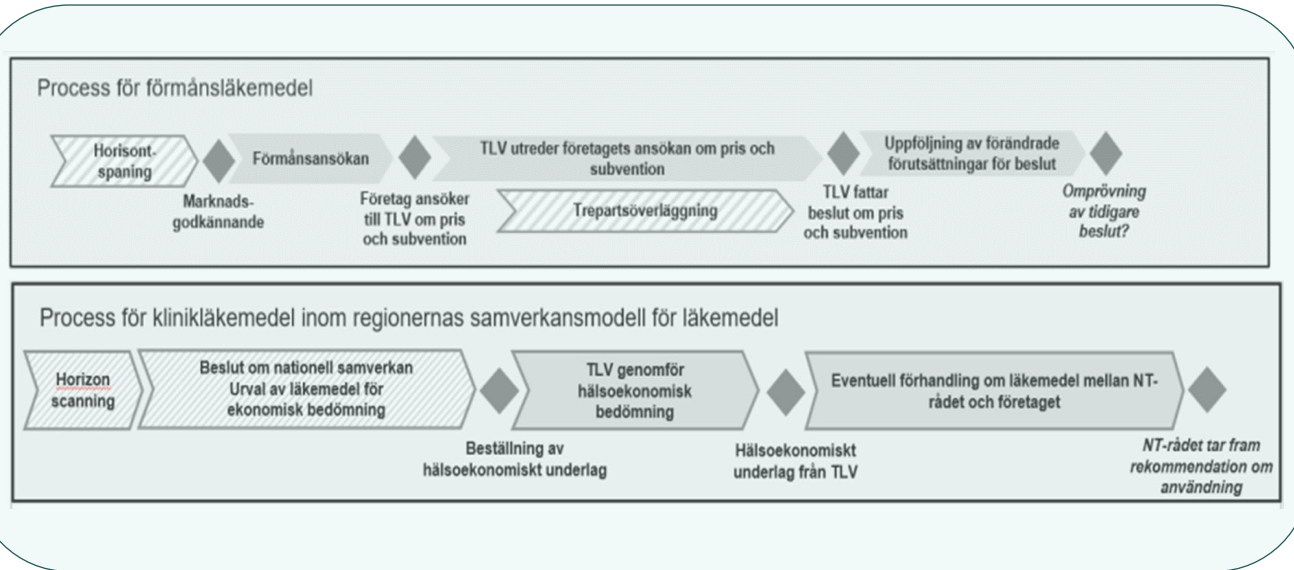 Process för förmånsläkemedel
Horisont-
spaning
Marknads-
godkännande
Förmånsansökan
Företag ansöker
till TLV om pris
och subvention
TLV utreder företagets ansökan om pris och
subvention
Trepartsöverläggning
TLV fattar
beslut om pris
och subvention
Uppföljning av förändrade
förutsättningar för beslut
Omprövning
av tidigare
beslut?
Process för klinikläkemedel inom regionernas samverkansmodell för läkemedel
Horizon
scanning
Beslut om nationell samverkan
Urval av läkemedel för
ekonomisk bedömning
Beställning av
hälsoekonomiskt underlag
TLV genomför
hälsoekonomisk
bedömning
Hälsoekonomiskt
underlag från TLV
Eventuell förhandling om läkemedel mellan NT-
rådet och företaget
NT-rådet tar fram
rekommendation om
användning